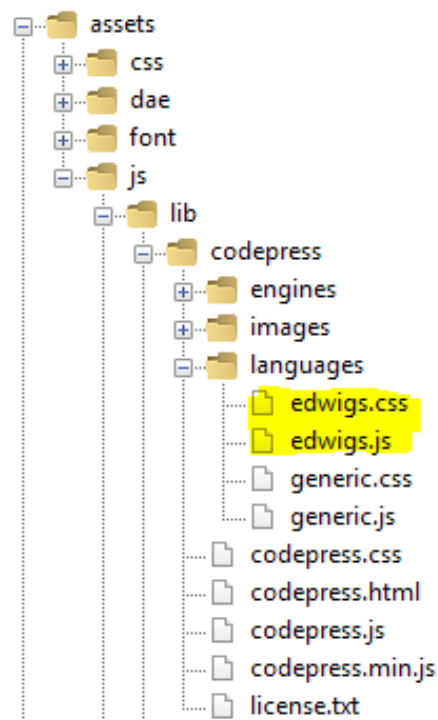 assets
css
dae
font
js
lib
codepress
engines
images
languages
edwigs.css
edwigs.js
generic.css
generic.js
codepress.css
codepress.html
codepress.js
codepress.min.js
license.txt